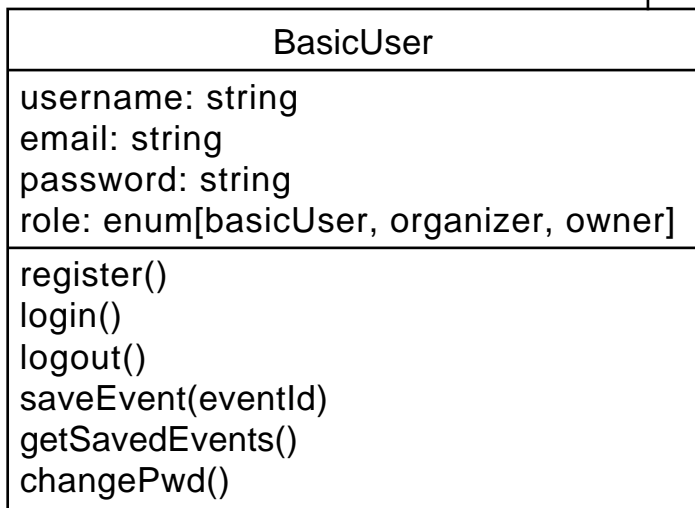 BasicUser
username: string
email: string
password: string
role: enum[basicUser, organizer, owner]
register()
login()
logout()
saveEvent(eventId)
getSavedEvents()
changePwd()